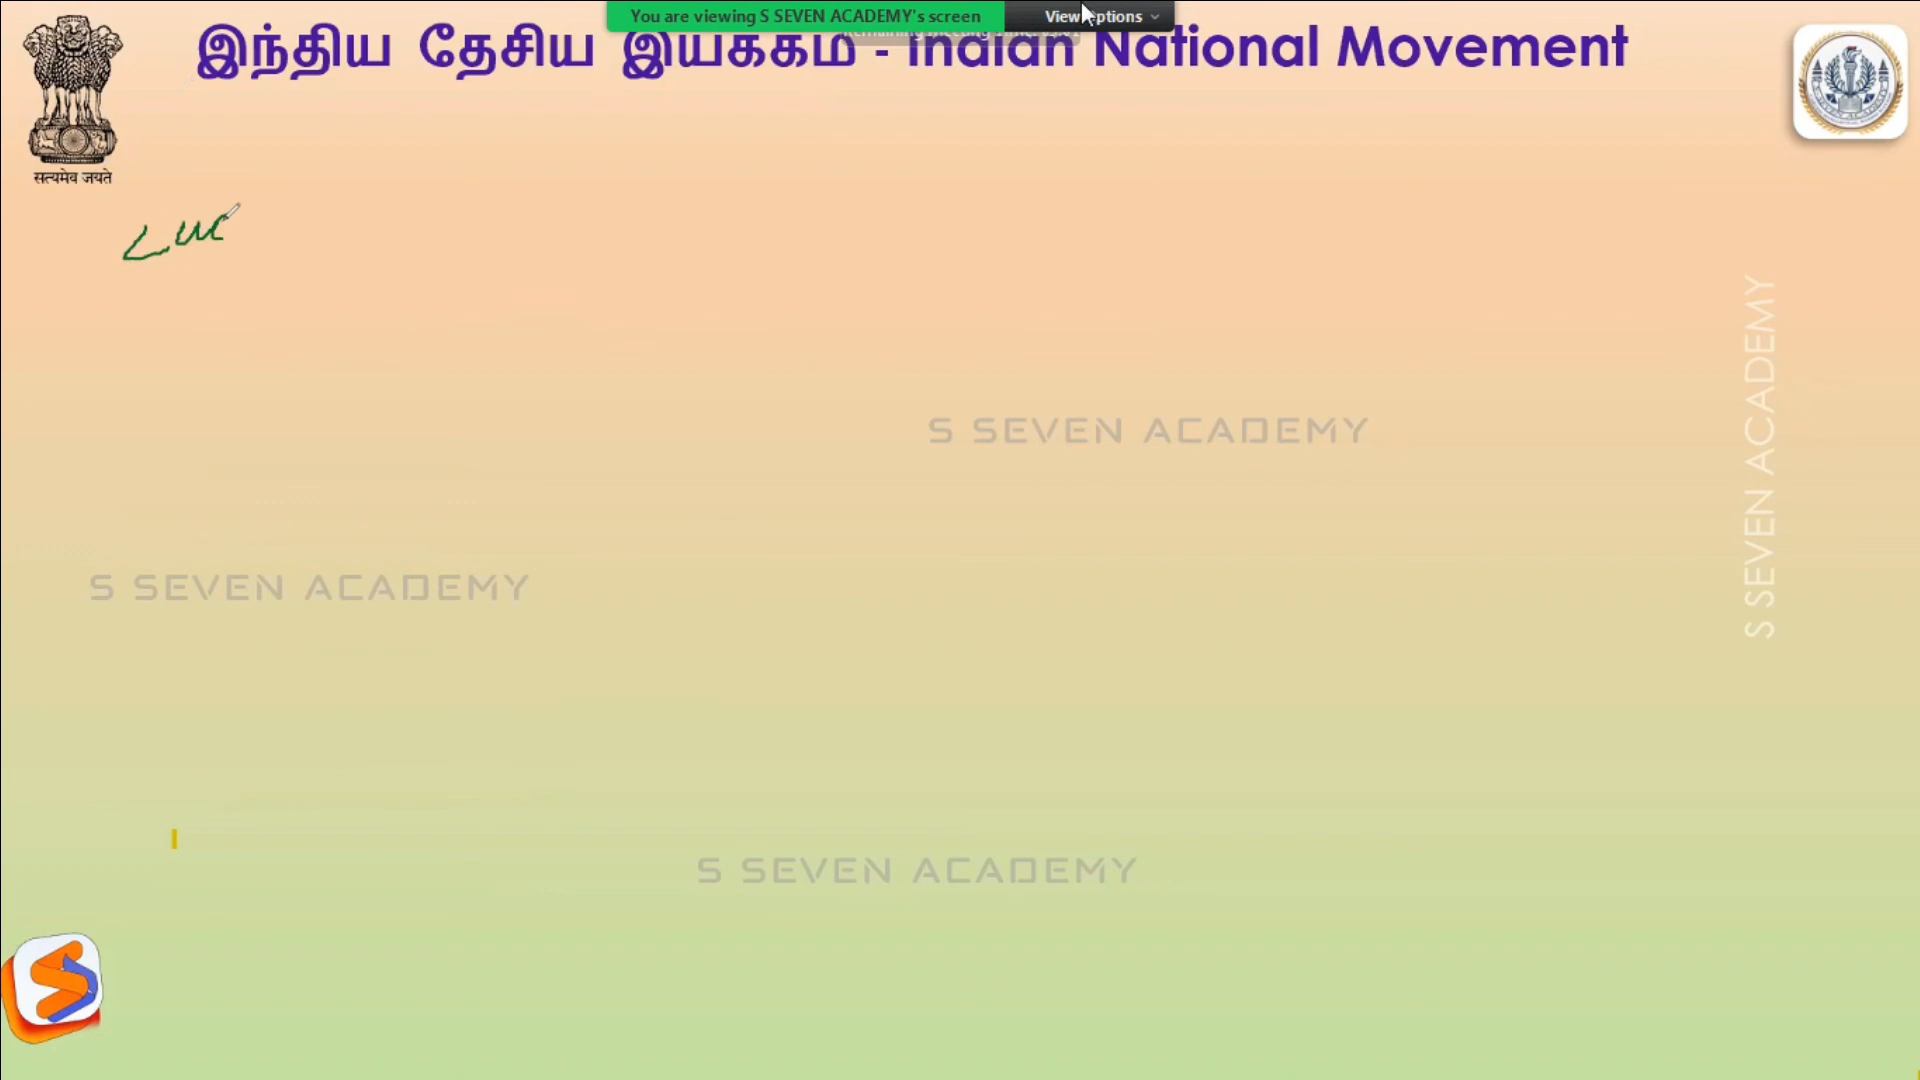 You are viewing S SEVEN ACADEMY's screen
View Options
இந்திய தேசிய இயக்கம் - Indian National Movement
सत्यमेव जयते
Luc
S SEVEN ACADEMY
S SEVEN ACADEMY
S SEVEN ACADEMY
S SEVEN ACADEMY